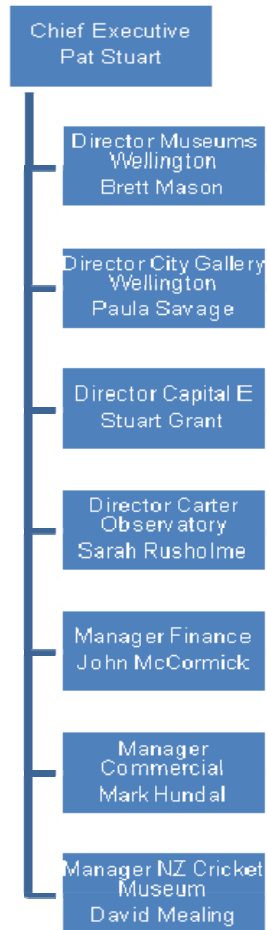 Chief Executive
Pat Stuart
Director Museums
Wellington
Brett Mason
Director City Gallery
Wellington
Paula Savage
Director Capital E
Stuart Grant
Director Carter
Observatory
Sarah Rusholme
Manager Finance
John McCormick
Manager
Commercial
Mark Hundal
Manager NZ Cricket
Museum
David Mealing